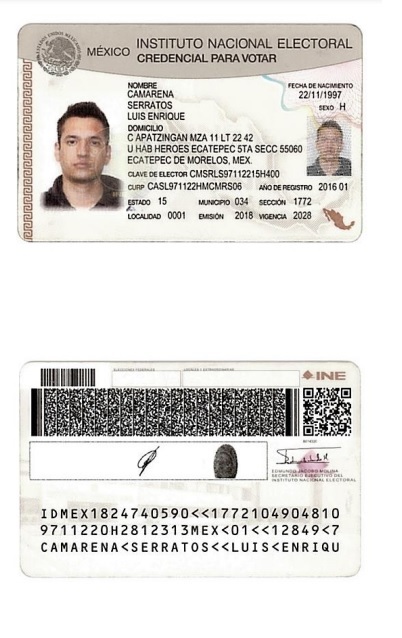 MÉXICO INSTITUTO NACIONAL ELECTORAL
CREDENCIAL PARA VOTAR
NOMBRE
CAMARENA
SERRATOS
LUIS ENRIQUE
FECHA DE NACIMIENTO
22/11/1997
SEXO H
DOMICILIO
C APATZINGAN MZA 11 LT 22 42
U HAB HEROES ECATEPEC 5TA SECC 55060
ECATEPEC DE MORELOS, MEX.
CLAVE DE ELECTOR CMSRLS97112215H400
CURP CASL971122HMCMRS06 AÑO DE REGISTRO 2016 01
ESTADO 15 MUNICIPIO 034 SECCIÓN 1772
LOCALIDAD 0001 EMISIÓN 2018 VIGENCIA 2028
INE
EDMUNDO JACOBO MOLINA
SECRETARIO EJECUTIVO DEL
INSTITUTO NACIONAL ELECTORAL
IDMEX1824740590<<1772104904810
9711220H2812313MEX<01<<12849<7
CAMARENA<SERRATOS<<LUIS<ENRIQU